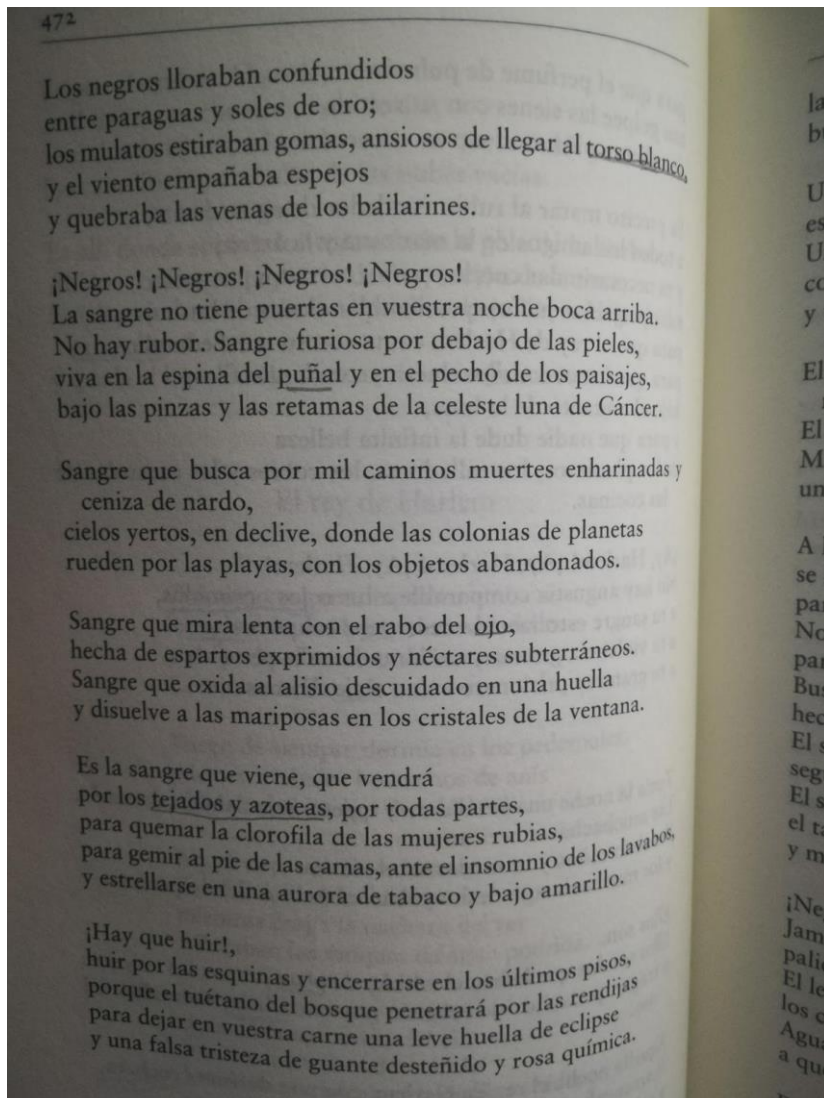 472
Los negros lloraban confundidos
entre paraguas y soles de oro;
los mulatos estiraban gomas, ansiosos de llegar al torso blanco,
y el viento empañaba espejos
y quebraba las venas de los bailarines.
¡Negros! ¡Negros! ¡Negros! ¡Negros!
La sangre no tiene puertas en vuestra noche boca arriba.
No hay rubor. Sangre furiosa por debajo de las pieles,
viva en la espina del puñal y en el pecho de los paisajes,
bajo las pinzas y las retamas de la celeste luna de Cáncer.
Sangre que busca por mil caminos muertes enharinadas y
ceniza de nardo,
cielos yertos, en declive, donde las colonias de planetas
rueden por las playas, con los objetos abandonados.
Sangre que mira lenta con el rabo del ojo,
hecha de espartos exprimidos y néctares subterráneos.
Sangre que oxida al alisio descuidado en una huella
y disuelve a las mariposas en los cristales de la ventana.
Es la sangre que viene, que vendrá
por los tejados y azoteas, por todas partes,
para quemar la clorofila de las mujeres rubias,
para gemir al pie de las camas, ante el insomnio de los lavabos,
y estrellarse en una aurora de tabaco y bajo amarillo.
¡Hay que huir!,
huir por las esquinas y encerrarse en los últimos pisos,
porque el tuétano del bosque penetrará por las rendijas
para dejar en vuestra carne una leve huella de eclipse
y una falsa tristeza de guante desteñido y rosa química.